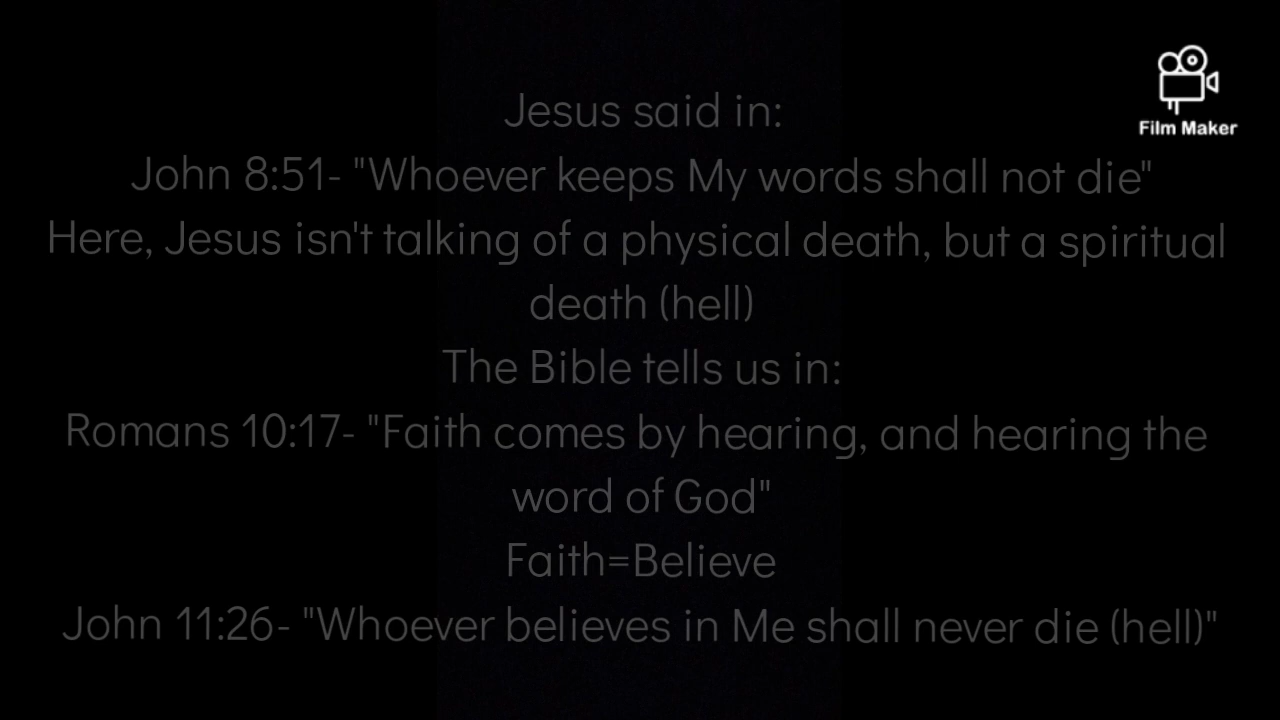 Film Maker
Jesus said in:
John 8:51- "Whoever keeps My words shall not die"
Here, Jesus isn't talking of a physical death, but a spiritual
death (hell)
The Bible tells us in:
Romans 10:17- "Faith comes by hearing, and hearing the
word of God"
Faith=Believe
John 11:26- "Whoever believes in Me shall never die (hell)"